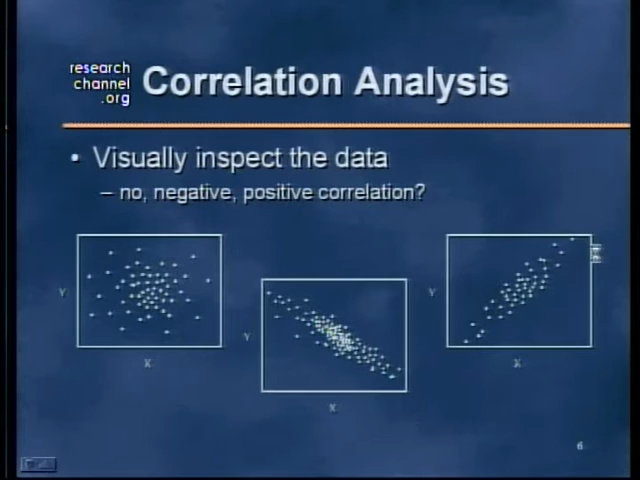 research
channel
.org
Correlation Analysis
• Visually inspect the data
– no, negative, positive correlation?
Y
X
Y
X
Y
X
6